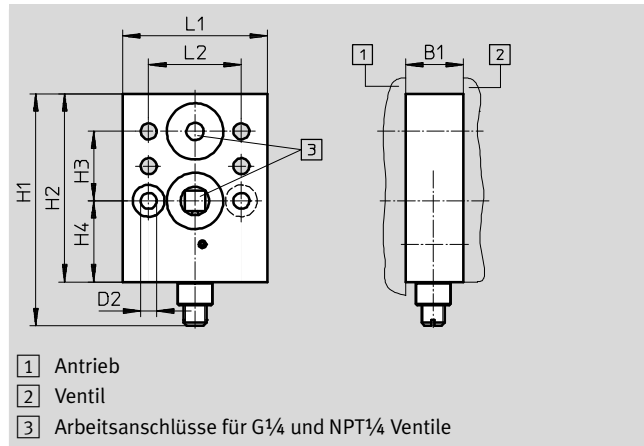 L1
L2
B1
1
2
3
H1
H2
H3
H4
D2
1 Antrieb
2 Ventil
3 Arbeitsanschlüsse für G¼ und NPT¼ Ventile